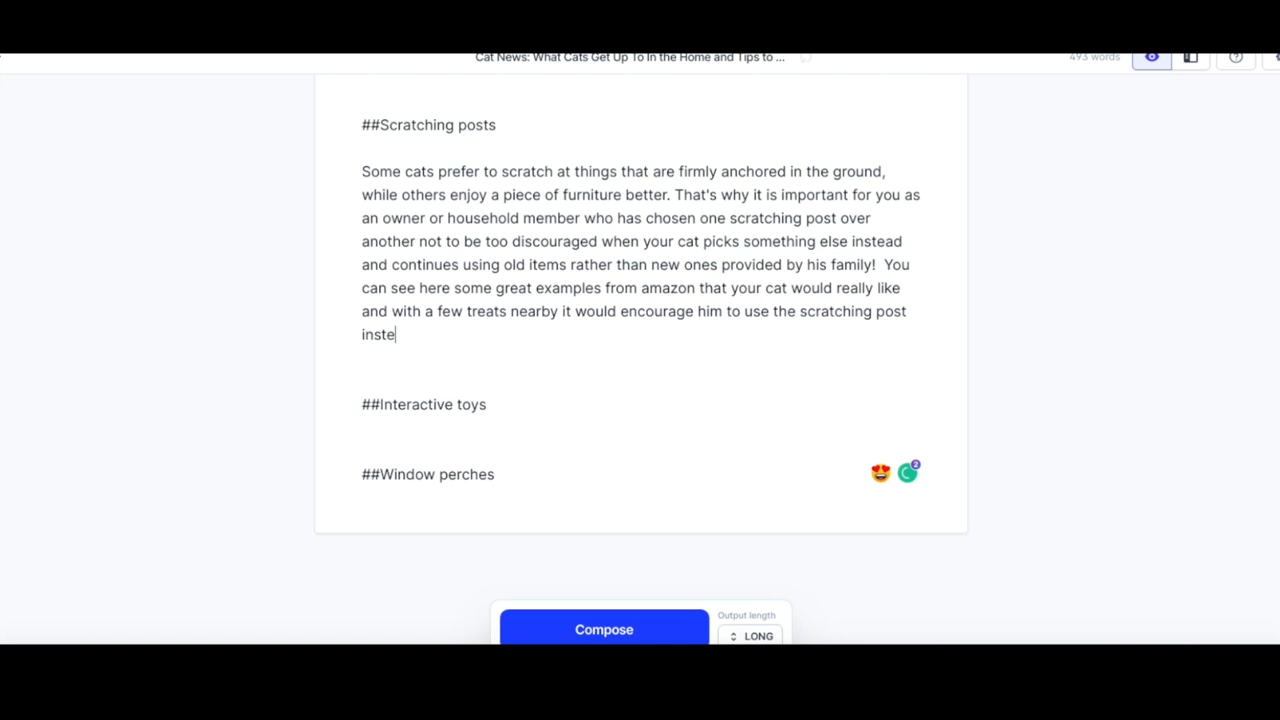 Cat News: What Cats Get Up To In the Home and Tips to ...
493 words
##Scratching posts
Some cats prefer to scratch at things that are firmly anchored in the ground,
while others enjoy a piece of furniture better. That's why it is important for you as
an owner or household member who has chosen one scratching post over
another not to be too discouraged when your cat picks something else instead
and continues using old items rather than new ones provided by his family!  You
can see here some great examples from amazon that your cat would really like
and with a few treats nearby it would encourage him to use the scratching post
inste
##Interactive toys
##Window perches
2
Output length
Compose
LONG